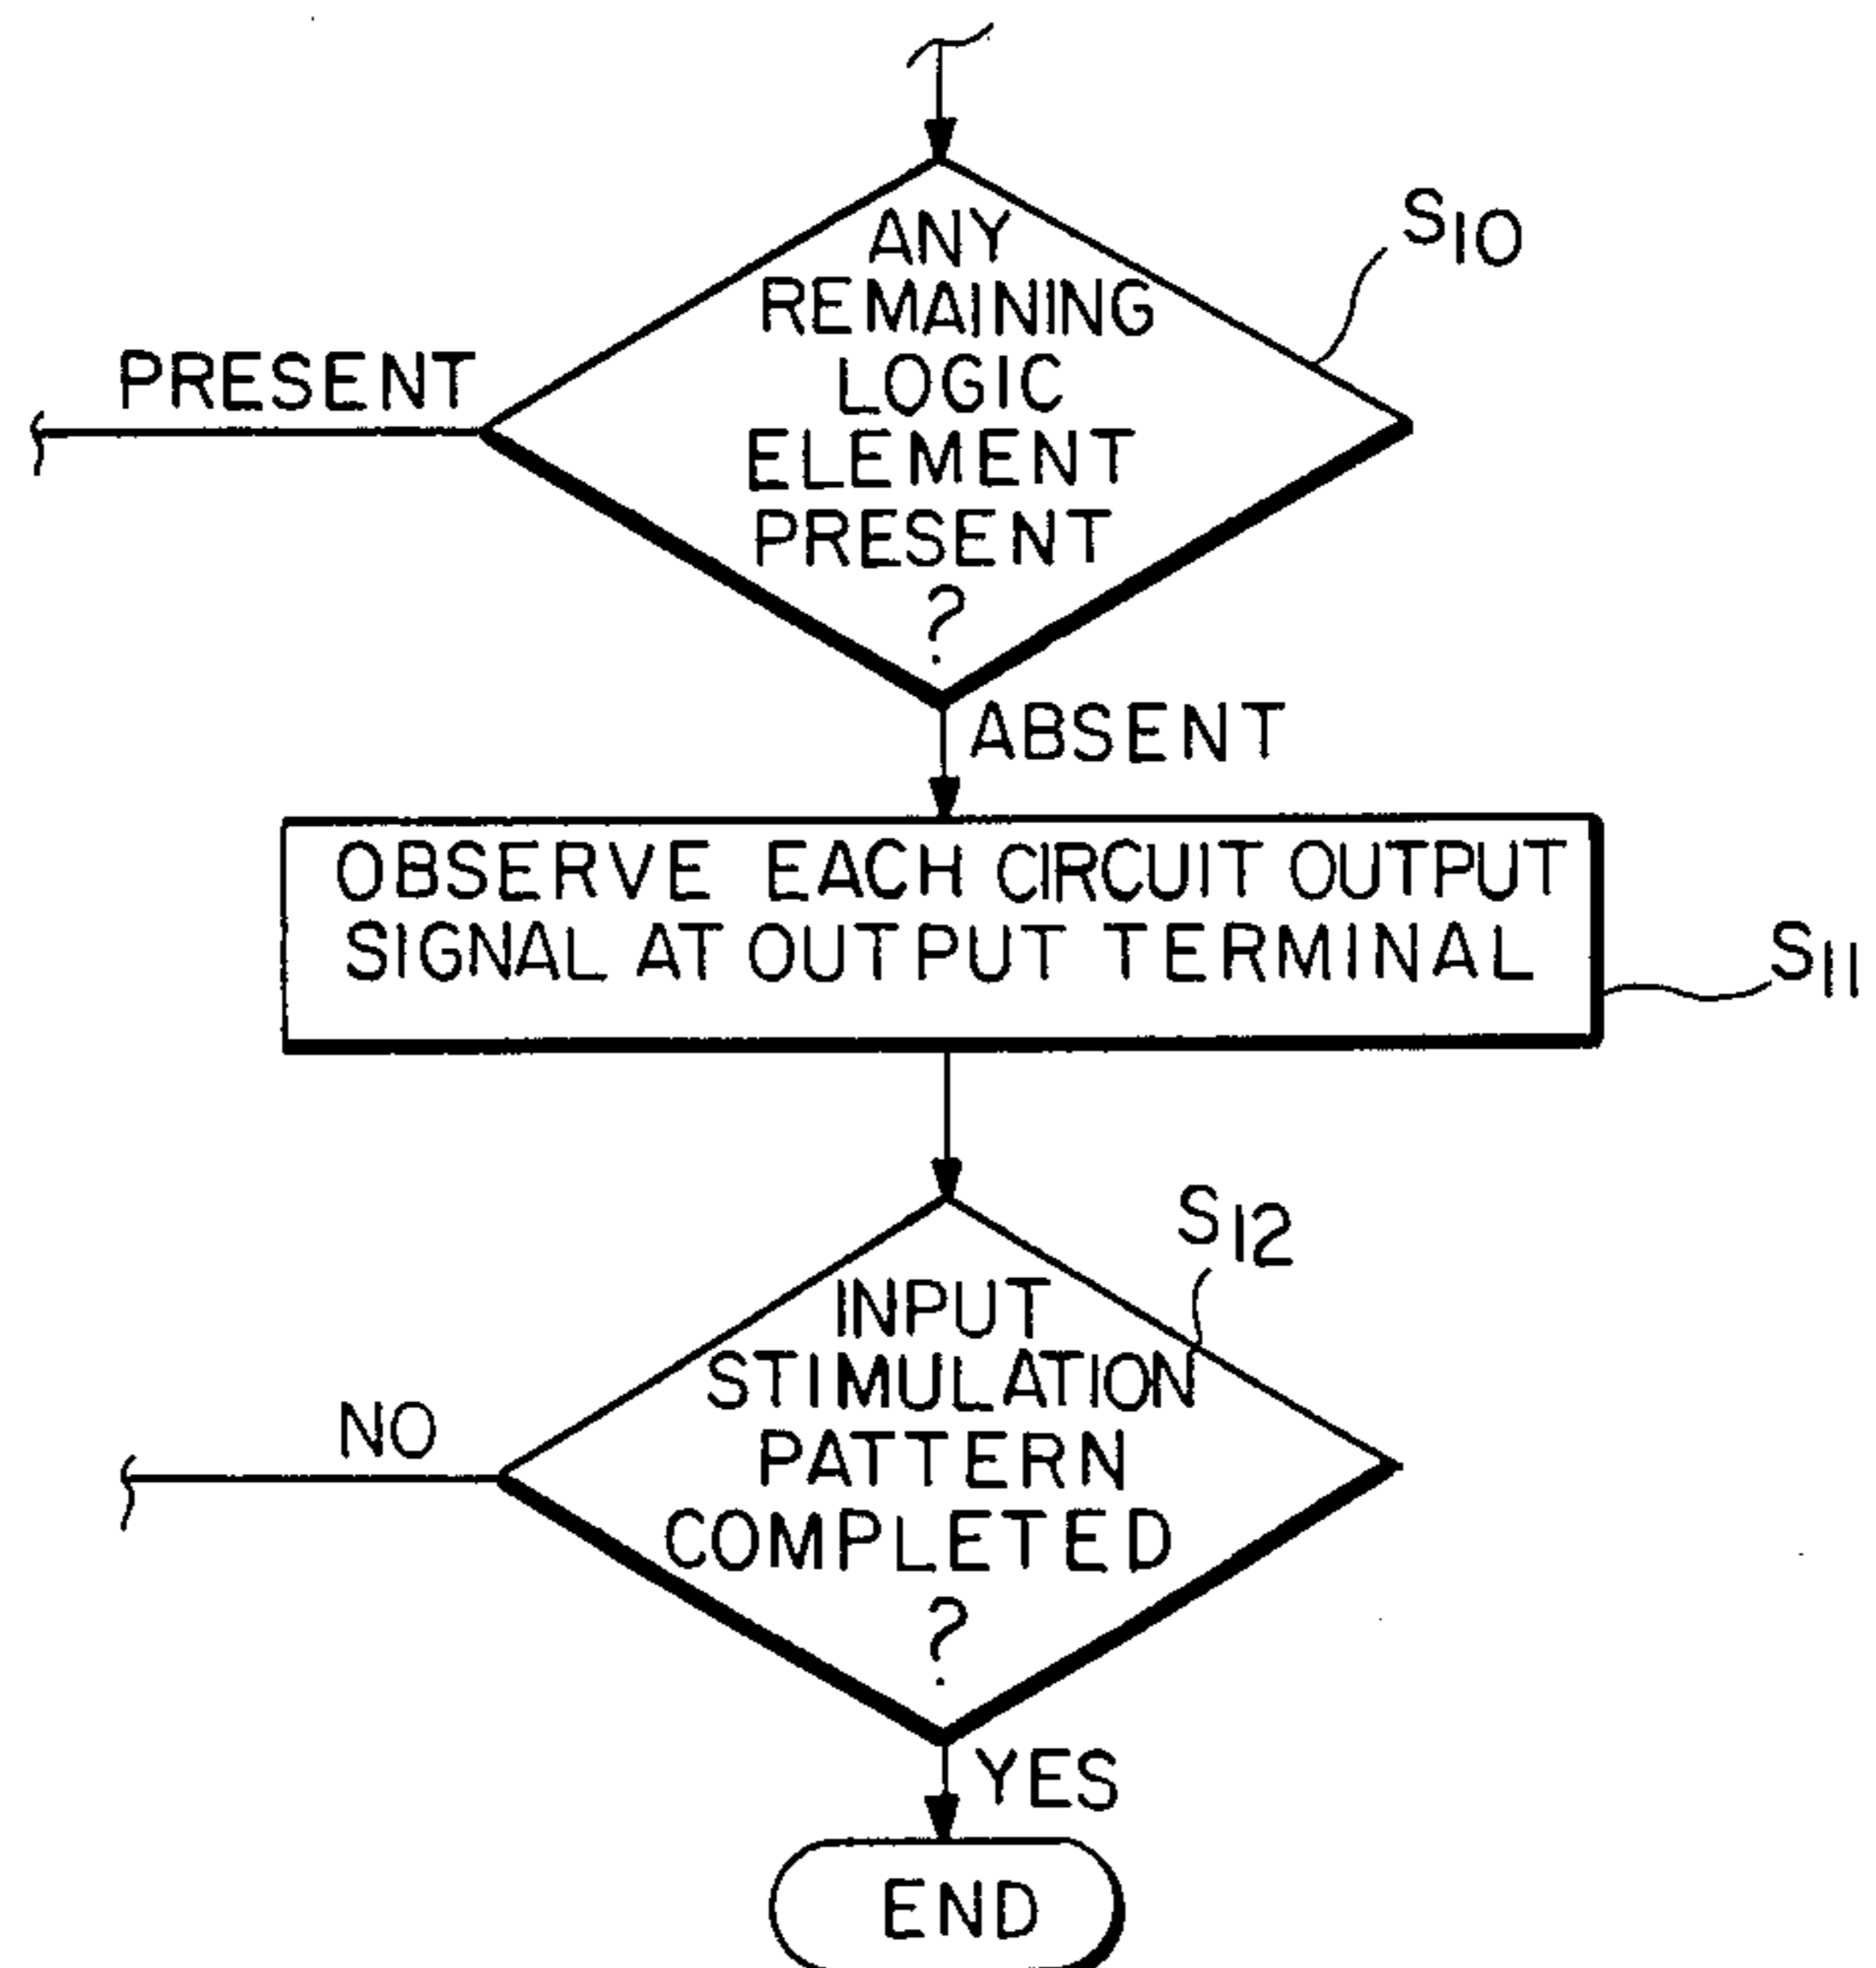 ANY
REMAINING
LOGIC
ELEMENT
PRESENT
?
S10
PRESENT
ABSENT
OBSERVE EACH CIRCUIT OUTPUT
SIGNAL AT OUTPUT TERMINAL
S11
INPUT
STIMULATION
PATTERN
COMPLETED
?
S12
NO
YES
END